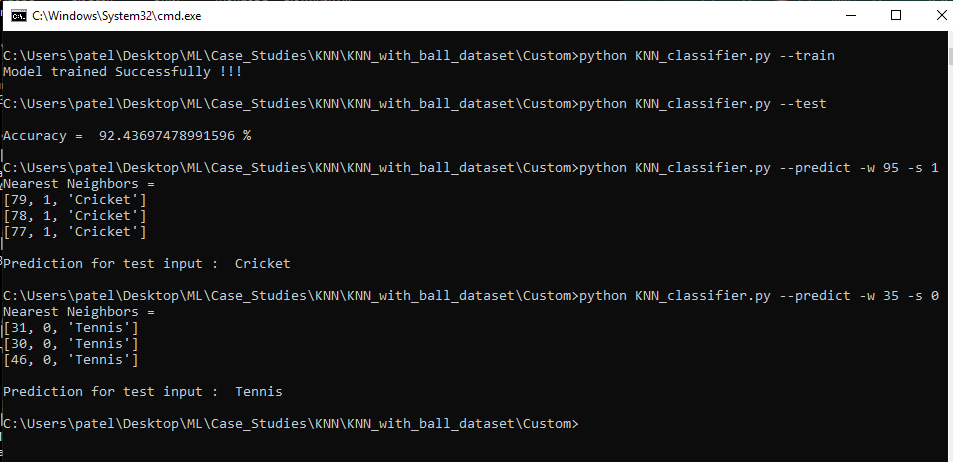 C:\Windows\System32\cmd.exe
C:\Users\patel\Desktop\ML\Case_Studies\KNN\KNN_with_ball_dataset\Custom>python KNN_classifier.py --train
Model trained Successfully !!!
C:\Users\patel\Desktop\ML\Case_Studies\KNN\KNN_with_ball_dataset\Custom>python KNN_classifier.py --test
Accuracy =  92.43697478991596 %
C:\Users\patel\Desktop\ML\Case_Studies\KNN\KNN_with_ball_dataset\Custom>python KNN_classifier.py --predict -w 95 -s 1
Nearest Neighbors =
[79, 1, 'Cricket']
[78, 1, 'Cricket']
[77, 1, 'Cricket']
Prediction for test input :  Cricket
C:\Users\patel\Desktop\ML\Case_Studies\KNN\KNN_with_ball_dataset\Custom>python KNN_classifier.py --predict -w 35 -s 0
Nearest Neighbors =
[31, 0, 'Tennis']
[30, 0, 'Tennis']
[46, 0, 'Tennis']
Prediction for test input :  Tennis
C:\Users\patel\Desktop\ML\Case_Studies\KNN\KNN_with_ball_dataset\Custom>